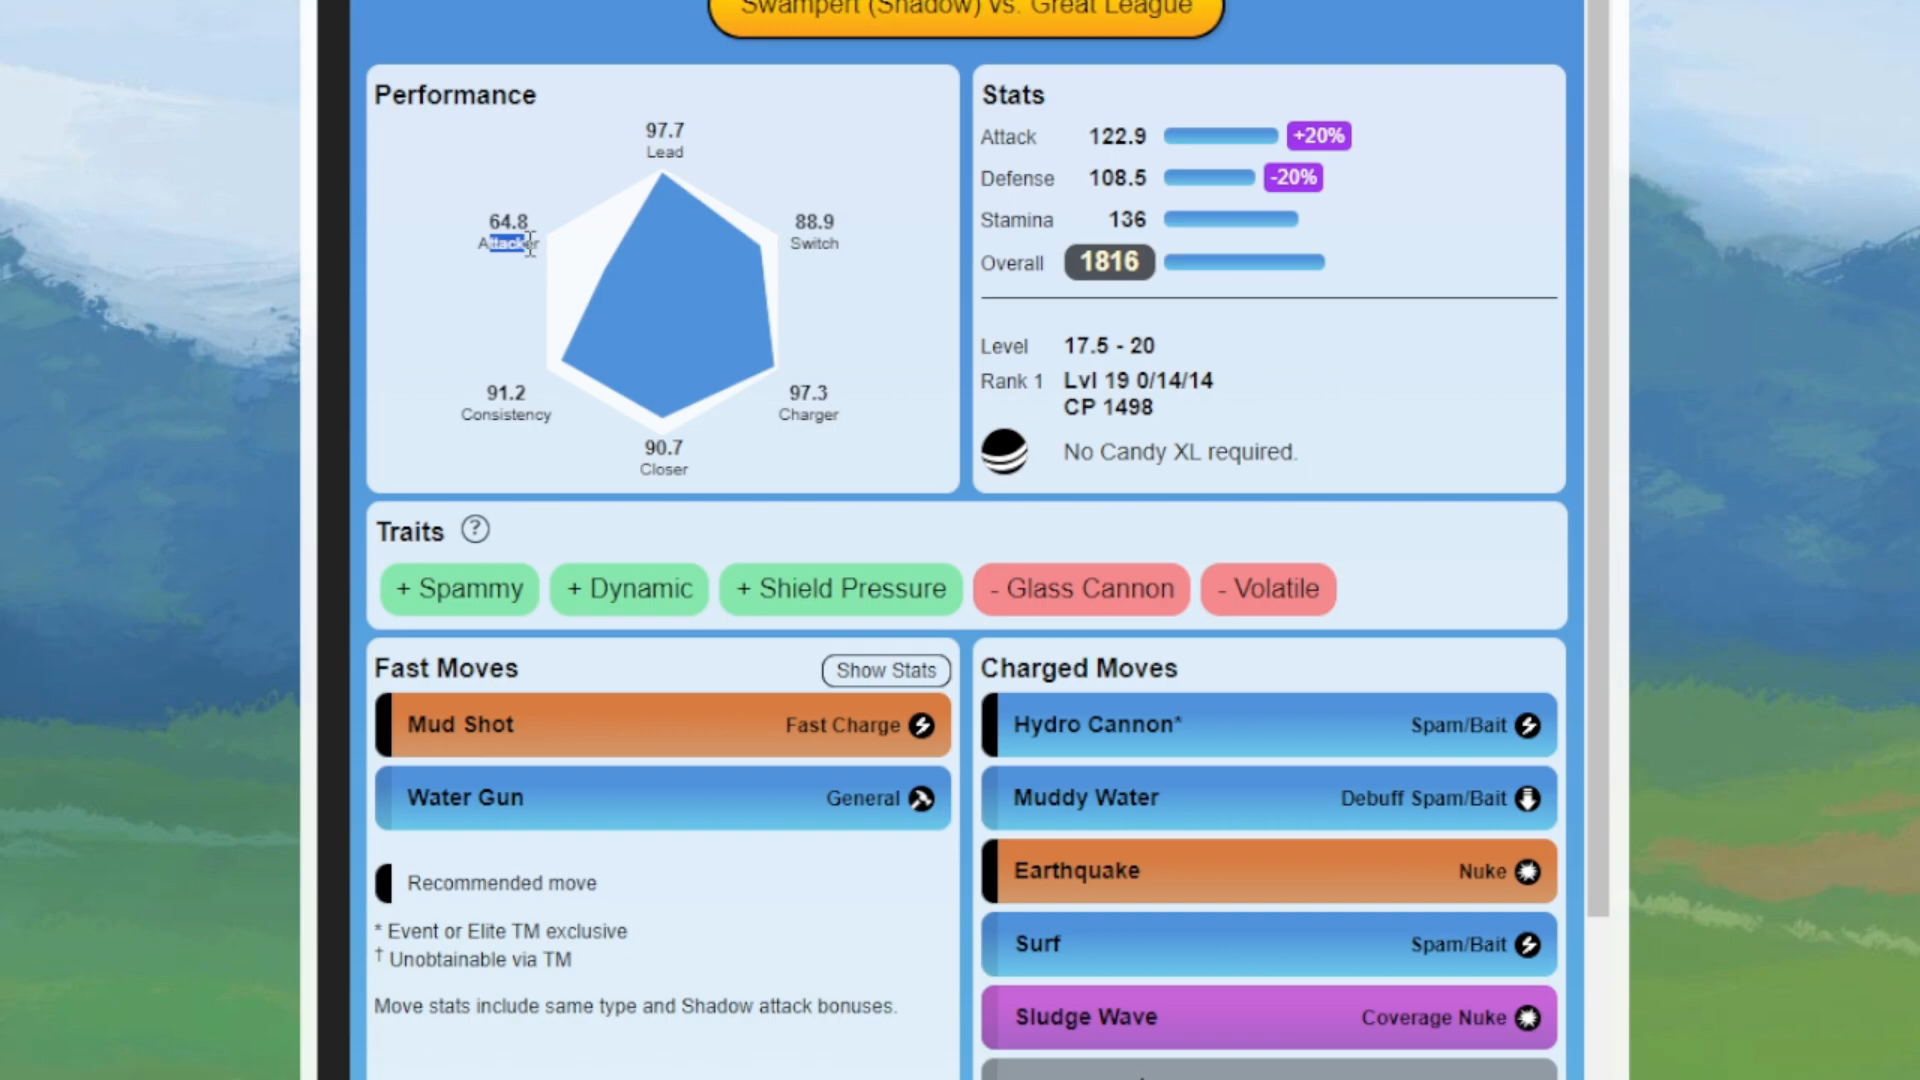 Swampert (Shadow) vs. Great League
Performance
97.7
Lead
64.8
Attacker
88.9
Switch
91.2
Consistency
97.3
Charger
90.7
Closer
Stats
Attack 122.9 +20%
Defense 108.5 -20%
Stamina 136
Overall 1816
Level 17.5 - 20
Rank 1 Lvl 19 0/14/14
CP 1498
No Candy XL required.
Traits ?
+ Spammy + Dynamic + Shield Pressure - Glass Cannon - Volatile
Fast Moves Show Stats
Mud Shot Fast Charge
Water Gun General
Recommended move
* Event or Elite TM exclusive
† Unobtainable via TM
Move stats include same type and Shadow attack bonuses.
Charged Moves
Hydro Cannon* Spam/Bait
Muddy Water Debuff Spam/Bait
Earthquake Nuke
Surf Spam/Bait
Sludge Wave Coverage Nuke